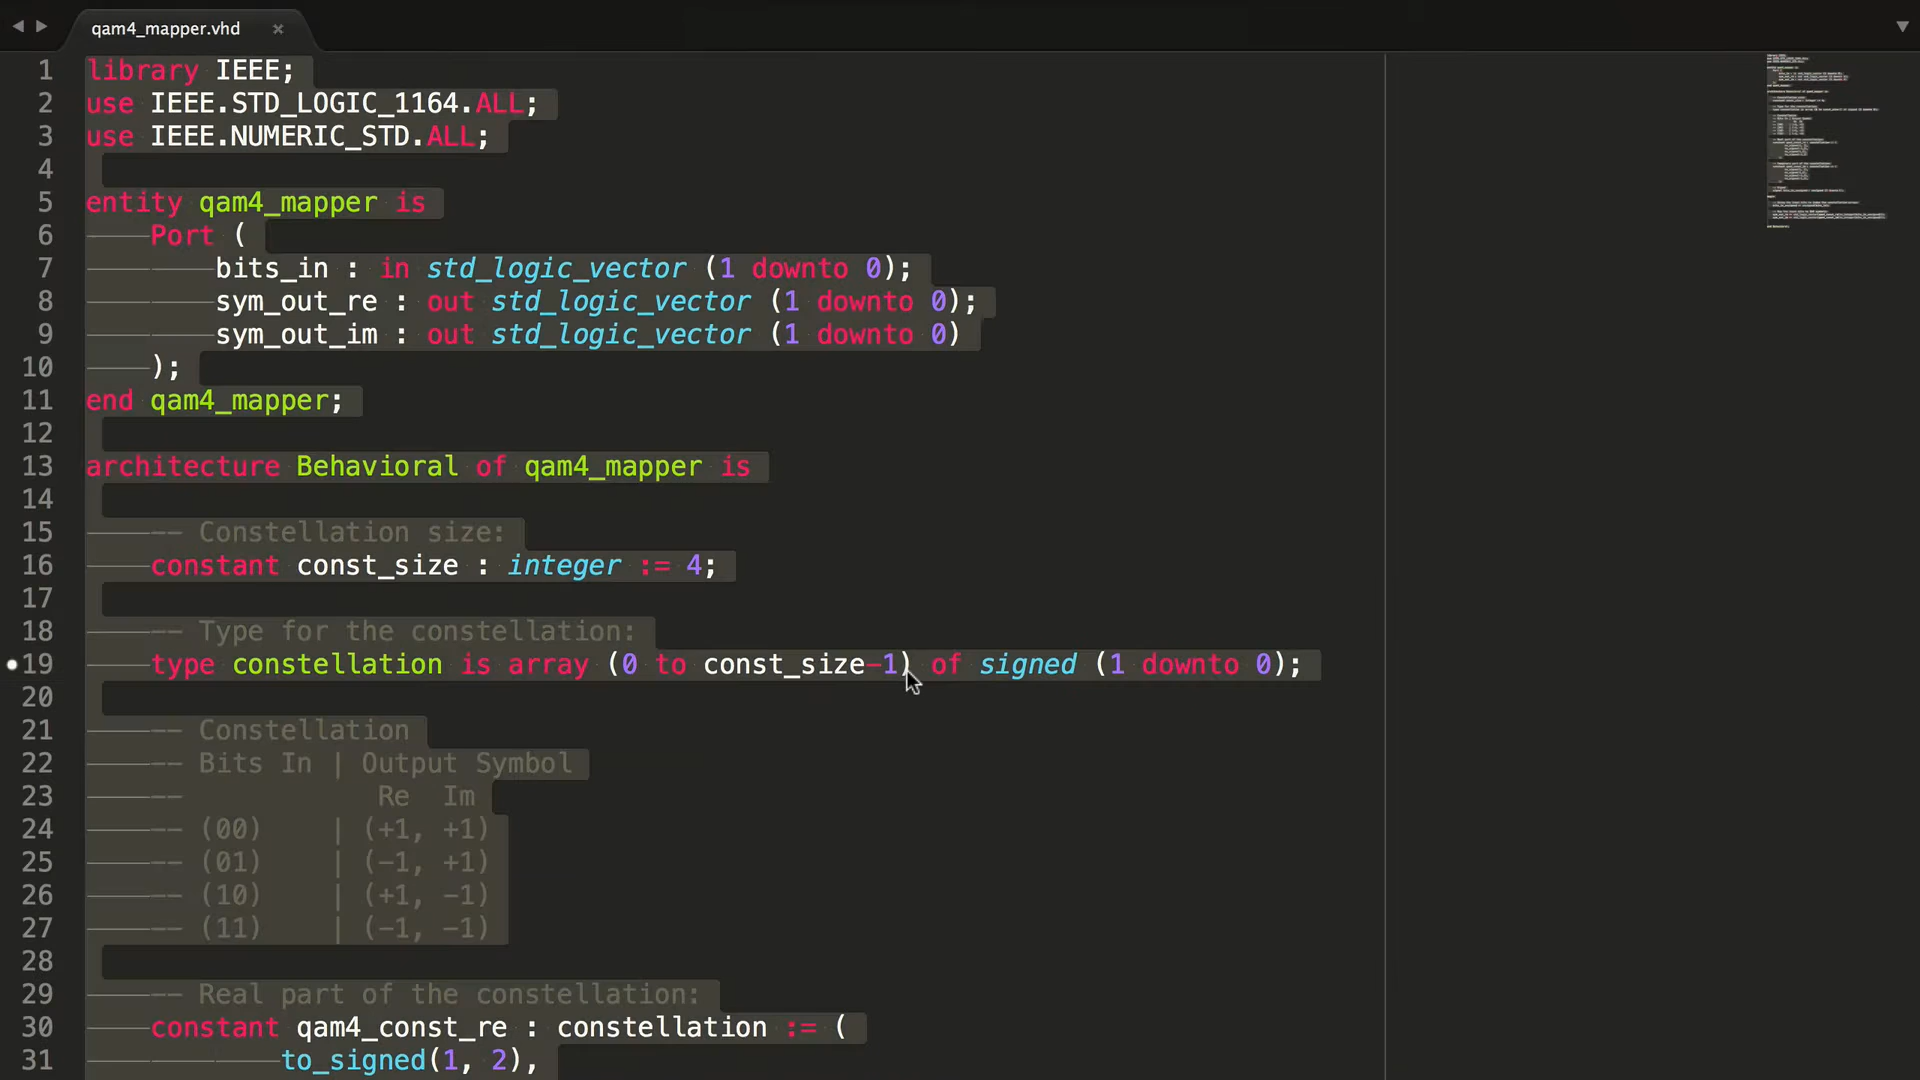 qam4_mapper.vhd ×
1 library IEEE;
2 use IEEE.STD_LOGIC_1164.ALL;
3 use IEEE.NUMERIC_STD.ALL;
4
5 entity qam4_mapper is
6 Port (
7 bits_in : in std_logic_vector (1 downto 0);
8 sym_out_re : out std_logic_vector (1 downto 0);
9 sym_out_im : out std_logic_vector (1 downto 0)
10 );
11 end qam4_mapper;
12
13 architecture Behavioral of qam4_mapper is
14
15 -- Constellation size:
16 constant const_size : integer := 4;
17
18 -- Type for the constellation:
19 type constellation is array (0 to const_size-1) of signed (1 downto 0);
20
21 -- Constellation
22 -- Bits In | Output Symbol
23 -- Re Im
24 -- (00) | (+1, +1)
25 -- (01) | (-1, +1)
26 -- (10) | (+1, -1)
27 -- (11) | (-1, -1)
28
29 -- Real part of the constellation:
30 constant qam4_const_re : constellation := (
31 to_signed(1, 2),